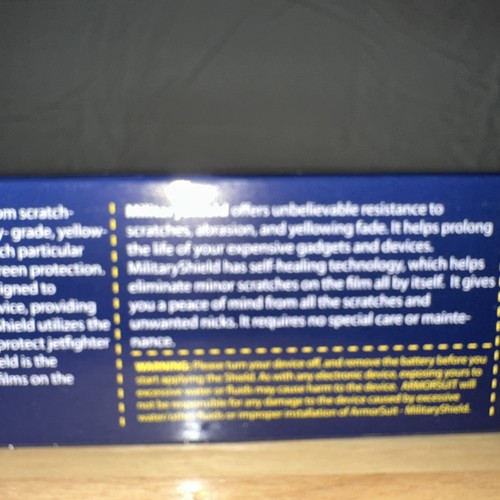 om scratch-
y- grade, yellow-
ch particular
reen protection.
igned to
vice, providing
Shield utilizes the
protect jetfighter
eld is the
films on the
MilitaryShield offers unbelievable resistance to
scratches, abrasion, and yellowing fade. It helps prolong
the life of your expensive gadgets and devices.
MilitaryShield has self-healing technology, which helps
eliminate minor scratches on the film all by itself. It gives
you a peace of mind from all the scratches and
unwanted nicks. It requires no special care or mainte-
nance.
WARNING: Please turn your device off, and remove the battery before you
start applying the Shield. As with any electronic device, exposing yours to
excessive water or fluids may cause harm to the device. ARMORSUIT will
not be responsible for any damage to the device caused by excessive
water, other fluids or improper installation of ArmorSuit - MilitaryShield.